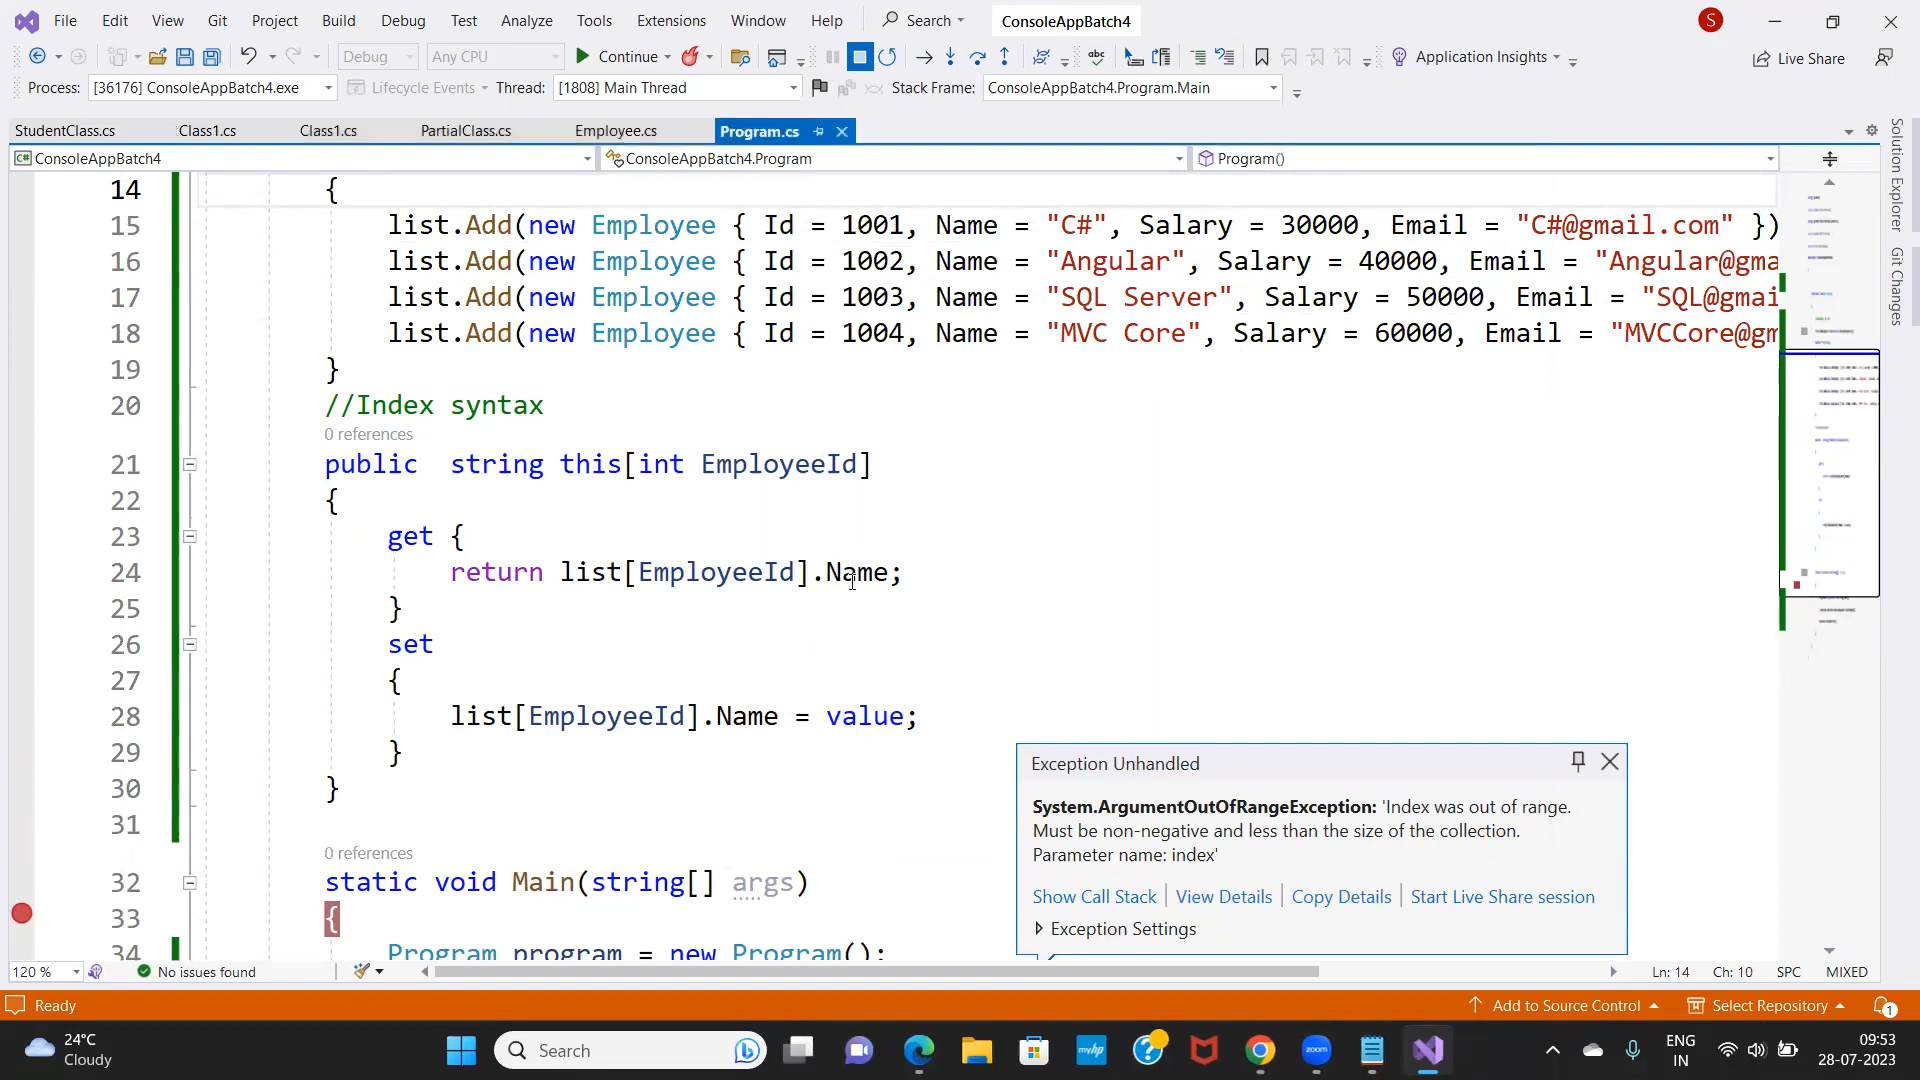 File Edit View Git Project Build Debug Test Analyze Tools Extensions Window Help Search ConsoleAppBatch4 S
Debug Any CPU Continue abc Application Insights Live Share
Process: [36176] ConsoleAppBatch4.exe Lifecycle Events Thread: [1808] Main Thread Stack Frame: ConsoleAppBatch4.Program.Main
StudentClass.cs Class1.cs Class1.cs PartialClass.cs Employee.cs Program.cs
C# ConsoleAppBatch4 ConsoleAppBatch4.Program Program()
Solution Explorer
Git Changes
14 {
15 list.Add(new Employee { Id = 1001, Name = "C#", Salary = 30000, Email = "C#@gmail.com" })
16 list.Add(new Employee { Id = 1002, Name = "Angular", Salary = 40000, Email = "Angular@gma
17 list.Add(new Employee { Id = 1003, Name = "SQL Server", Salary = 50000, Email = "SQL@gmai
18 list.Add(new Employee { Id = 1004, Name = "MVC Core", Salary = 60000, Email = "MVCCore@gm
19 }
20 //Index syntax
0 references
21 public string this[int EmployeeId]
22 {
23 get {
24 return list[EmployeeId].Name;
25 }
26 set
27 {
28 list[EmployeeId].Name = value;
29 }
30 }
31
0 references
32 static void Main(string[] args)
33 {
34 Program program = new Program();
Exception Unhandled
System.ArgumentOutOfRangeException: 'Index was out of range.
Must be non-negative and less than the size of the collection.
Parameter name: index'
Show Call Stack View Details Copy Details Start Live Share session
Exception Settings
120 % No issues found Ln: 14 Ch: 10 SPC MIXED
Ready Add to Source Control Select Repository 1
24°C
Cloudy
Search myhp zoom ENG
IN
09:53
28-07-2023